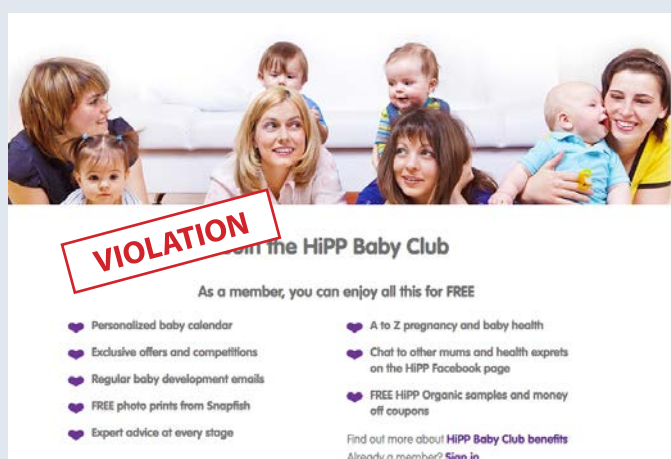 VIOLATION
Join the HiPP Baby Club
As a member, you can enjoy all this for FREE
Personalized baby calendar
Exclusive offers and competitions
Regular baby development emails
FREE photo prints from Snapfish
Expert advice at every stage
A to Z pregnancy and baby health
Chat to other mums and health exprets
on the HiPP Facebook page
FREE HiPP Organic samples and money
off coupons
Find out more about HiPP Baby Club benefits
Already a member? Sign in